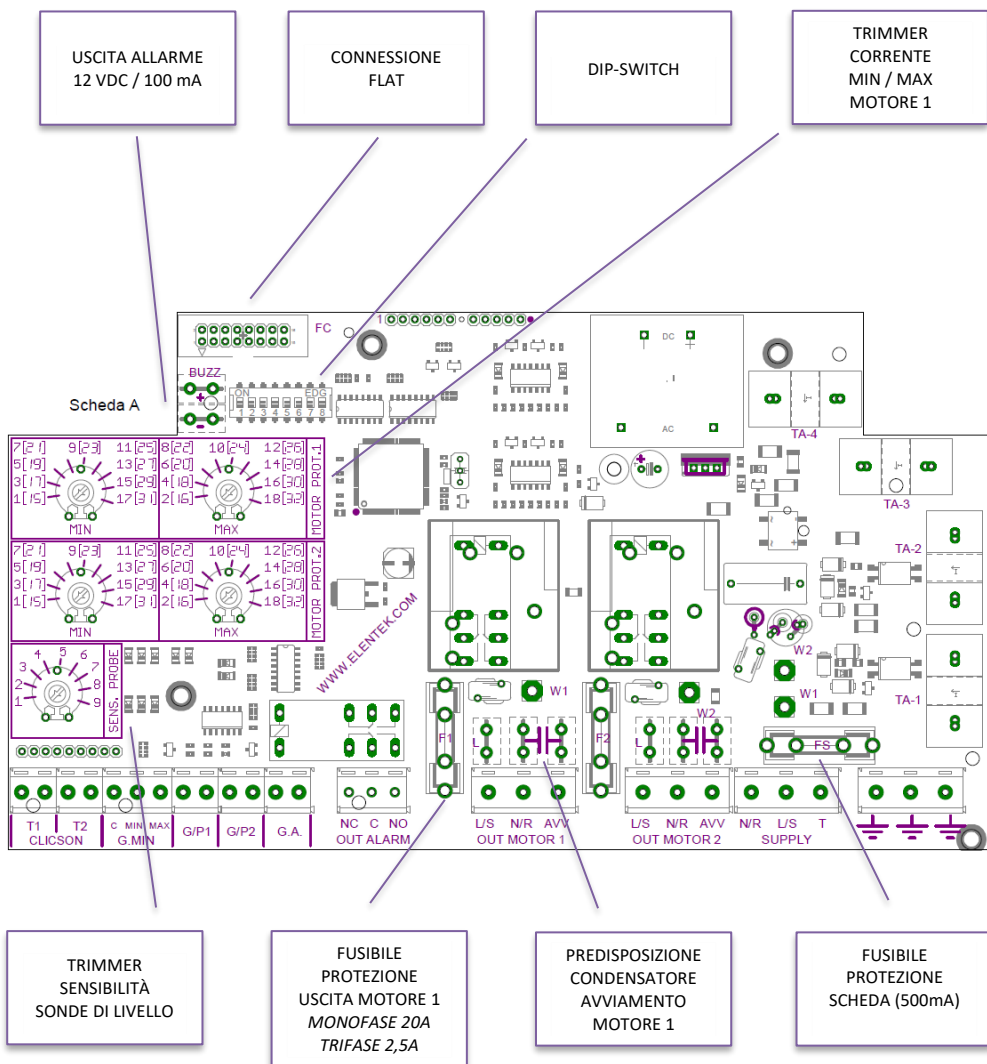 USCITA ALLARME
12 VDC / 100 mA
CONNESSIONE
FLAT
DIP-SWITCH
TRIMMER
CORRENTE
MIN / MAX
MOTORE 1
FC
1
DC
AC
BUZZ
+
-
ON EDG
1 2 3 4 5 6 7 8
Scheda A
TA-4
TA-3
TA-2
TA-1
7[21] 9[23] 11[25]
5[19] 13[27]
3[17] 15[29]
1[15] 17[31]
MIN
8[22] 10[24] 12[26]
6[20] 14[28]
4[18] 16[30]
2[16] 18[32]
MAX
MOTOR PROT.1
7[21] 9[23] 11[25]
5[19] 13[27]
3[17] 15[29]
1[15] 17[31]
MIN
8[22] 10[24] 12[26]
6[20] 14[28]
4[18] 16[30]
2[16] 18[32]
MAX
MOTOR PROT.2
1 2 3 4 5 6 7 8 9
SENS. PROBE
WWW.ELENTEK.COM
W2
W1
W1
W2
F1
L
F2
L
FS
T1 T2
CLICSON
C MIN MAX
G.MIN
G/P1
G/P2
G.A.
NC C NO
OUT ALARM
L/S N/R AVV
OUT MOTOR 1
L/S N/R AVV
OUT MOTOR 2
N/R L/S T
SUPPLY
TRIMMER
SENSIBILITÀ
SONDE DI LIVELLO
FUSIBILE
PROTEZIONE
USCITA MOTORE 1
MONOFASE 20A
TRIFASE 2,5A
PREDISPOSIZIONE
CONDENSATORE
AVVIAMENTO
MOTORE 1
FUSIBILE
PROTEZIONE
SCHEDA (500mA)